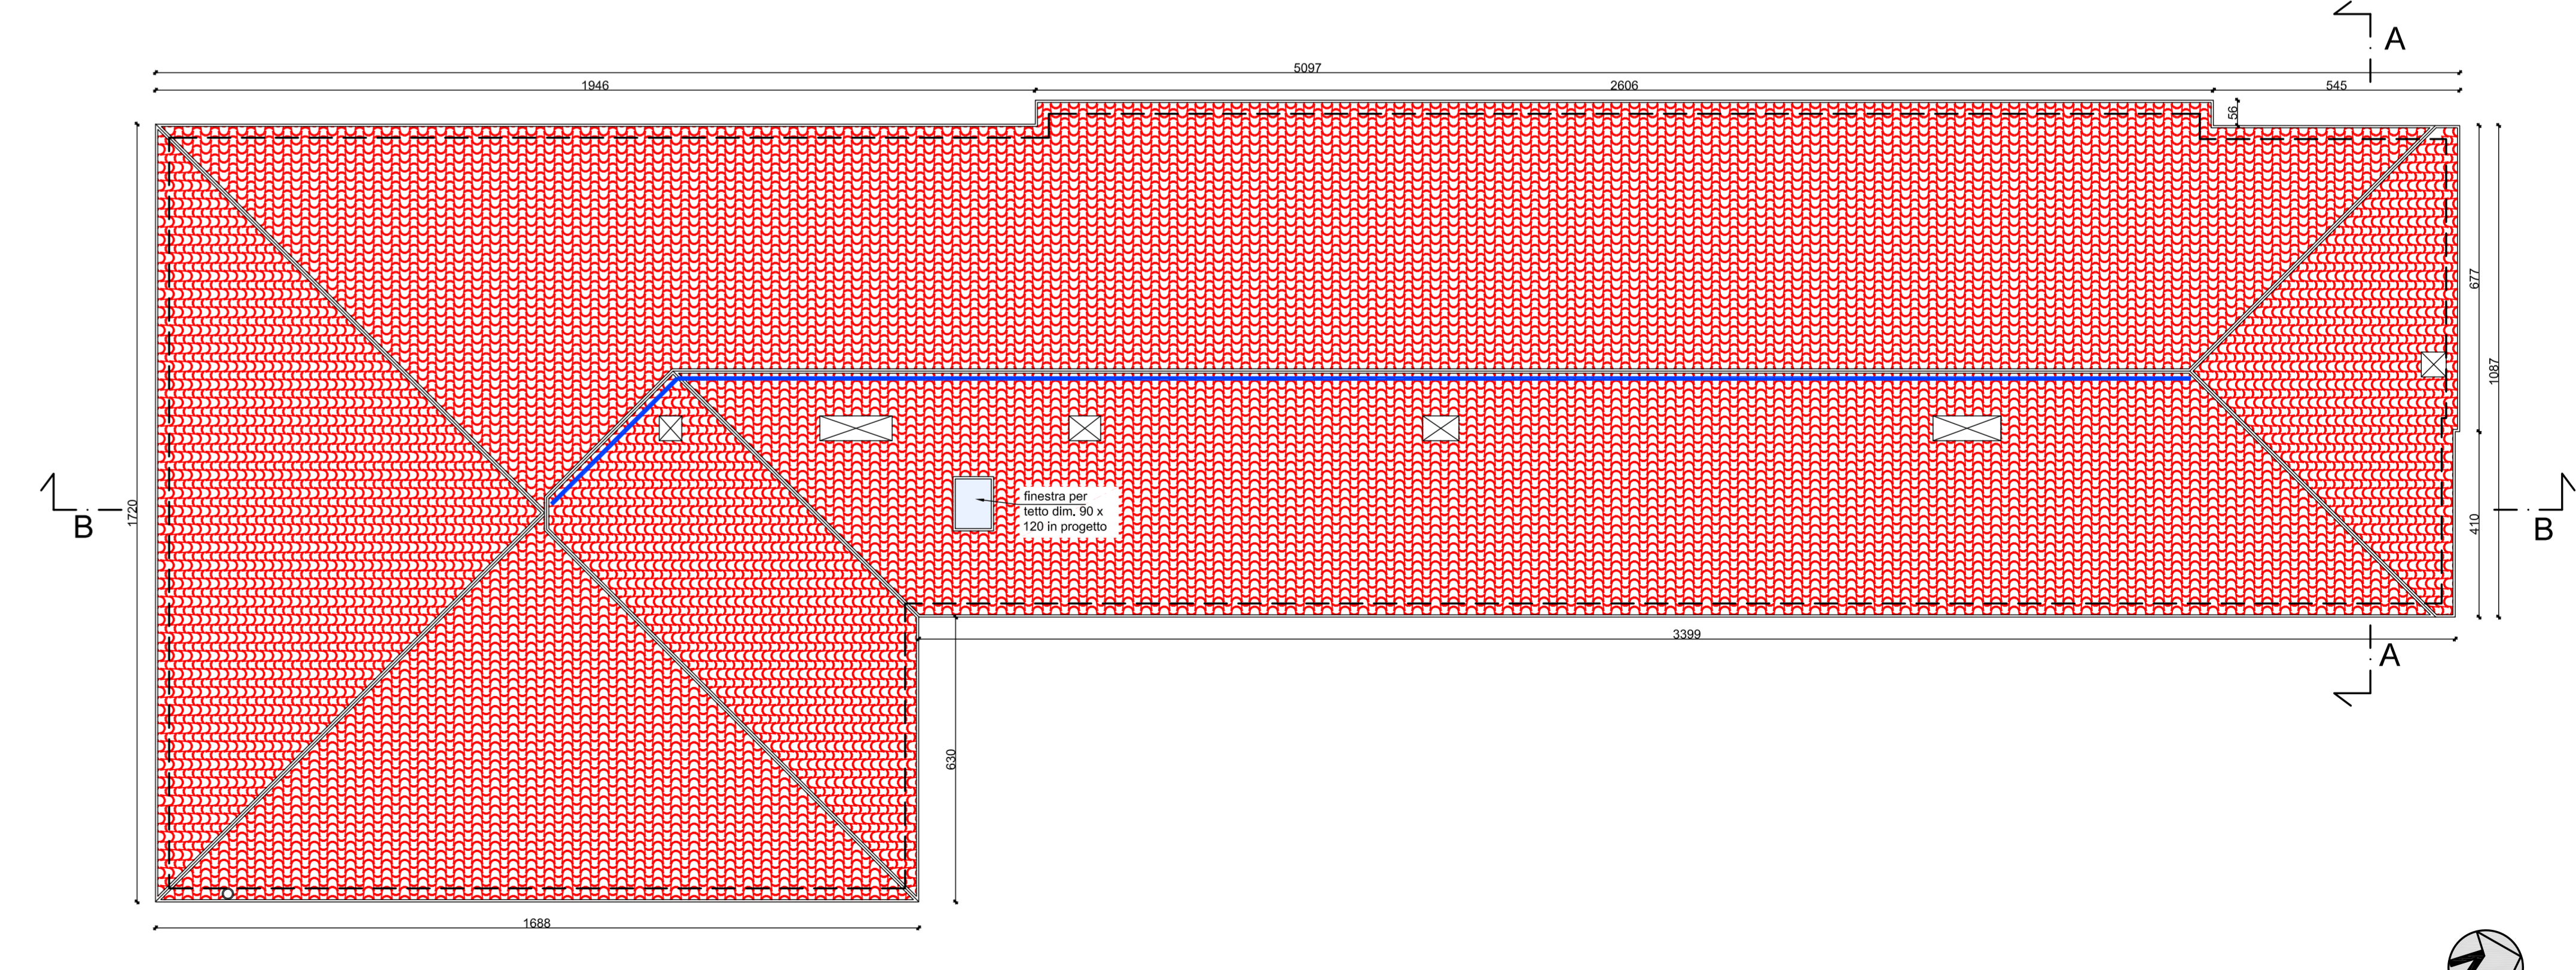 A
5097
1946
2606
545
56
677
1087
410
1720
B
B
finestra per
tetto dim. 90 x
120 in progetto
3399
A
630
1688